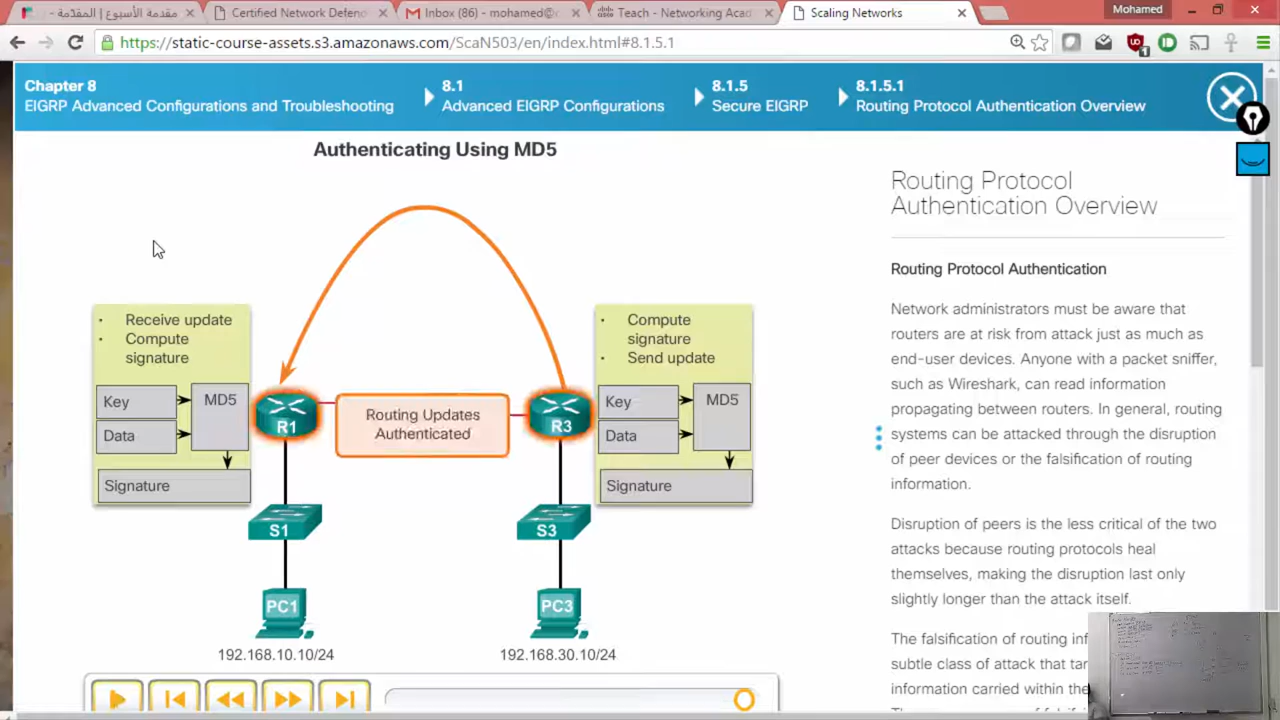 مقدمة الأسبوع | المقدّمة -
Certified Network Defend
Inbox (86) - mohamed@c
Teach - Networking Acad
Scaling Networks
Mohamed
https://static-course-assets.s3.amazonaws.com/ScaN503/en/index.html#8.1.5.1
Chapter 8
EIGRP Advanced Configurations and Troubleshooting
8.1
Advanced EIGRP Configurations
8.1.5
Secure EIGRP
8.1.5.1
Routing Protocol Authentication Overview
Authenticating Using MD5
· Receive update
· Compute
signature
Key
MD5
Data
Signature
R1
Routing Updates
Authenticated
R3
· Compute
signature
· Send update
Key
MD5
Data
Signature
S1
S3
PC1
PC3
192.168.10.10/24
192.168.30.10/24
Routing Protocol
Authentication Overview
Routing Protocol Authentication
Network administrators must be aware that
routers are at risk from attack just as much as
end-user devices. Anyone with a packet sniffer,
such as Wireshark, can read information
propagating between routers. In general, routing
systems can be attacked through the disruption
of peer devices or the falsification of routing
information.
Disruption of peers is the less critical of the two
attacks because routing protocols heal
themselves, making the disruption last only
slightly longer than the attack itself.
The falsification of routing inf
subtle class of attack that tar
information carried within the